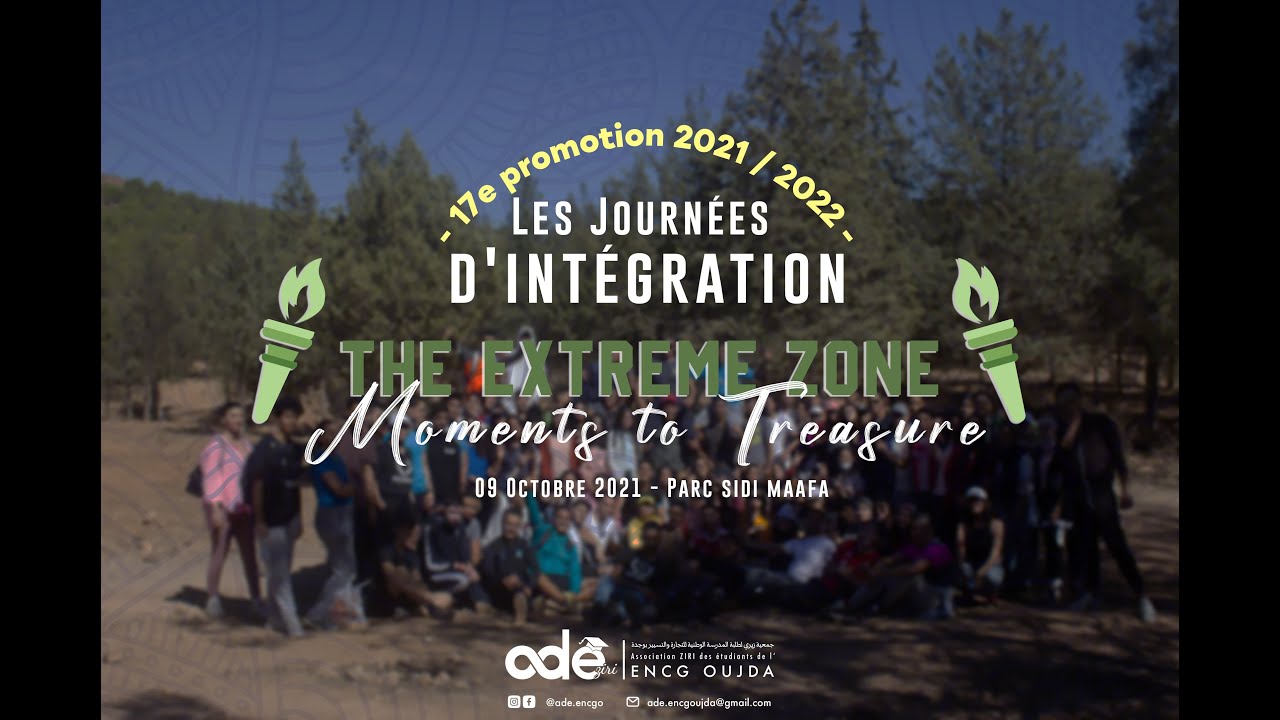 - 17e promotion 2021 / 2022 -
LES JOURNÉES
D'INTÉGRATION
THE EXTREME ZONE
Moments to Treasure
09 OCTOBRE 2021 - PARC SIDI MAAFA
ade
ziri
جمعية زيري لطلبة المدرسة الوطنية للتجارة والتسيير بوجدة
Association ZIRI des étudiants de l'
ENCG OUJDA
@ade.encgo
ade.encgoujda@gmail.com